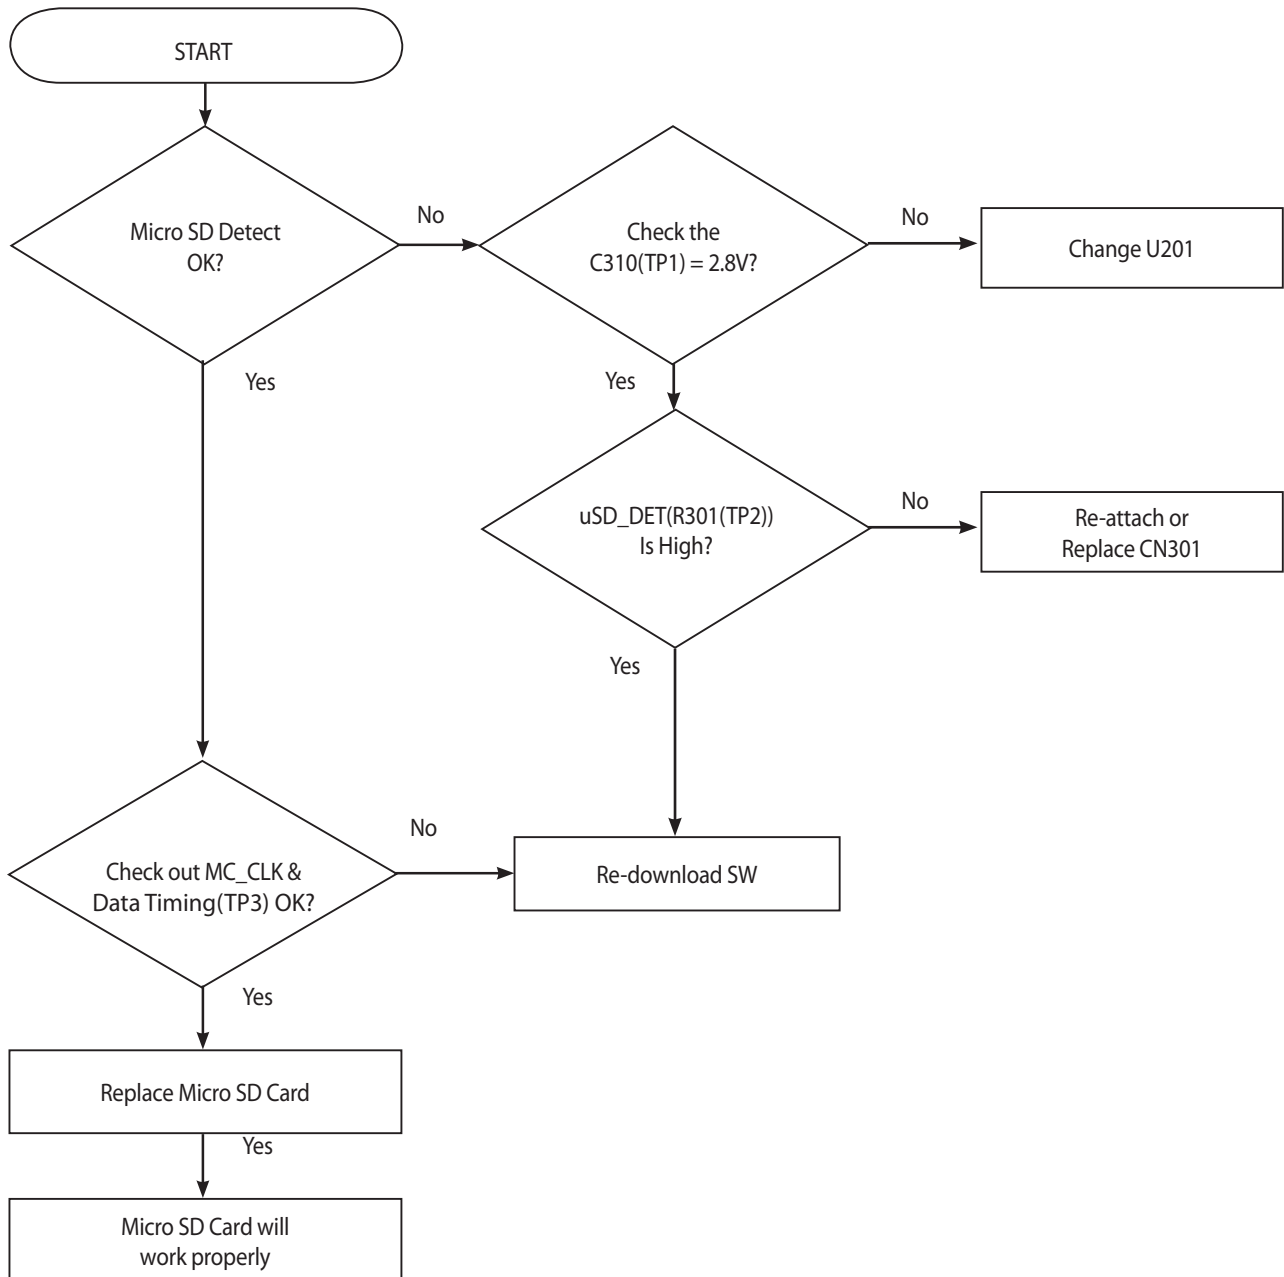 START
Micro SD Detect
OK?
No
Check the
C310(TP1) = 2.8V?
No
Change U201
Yes
Yes
uSD_DET(R301(TP2))
Is High?
No
Re-attach or
Replace CN301
Yes
Check out MC_CLK &
Data Timing(TP3) OK?
No
Re-download SW
Yes
Replace Micro SD Card
Yes
Micro SD Card will
work properly